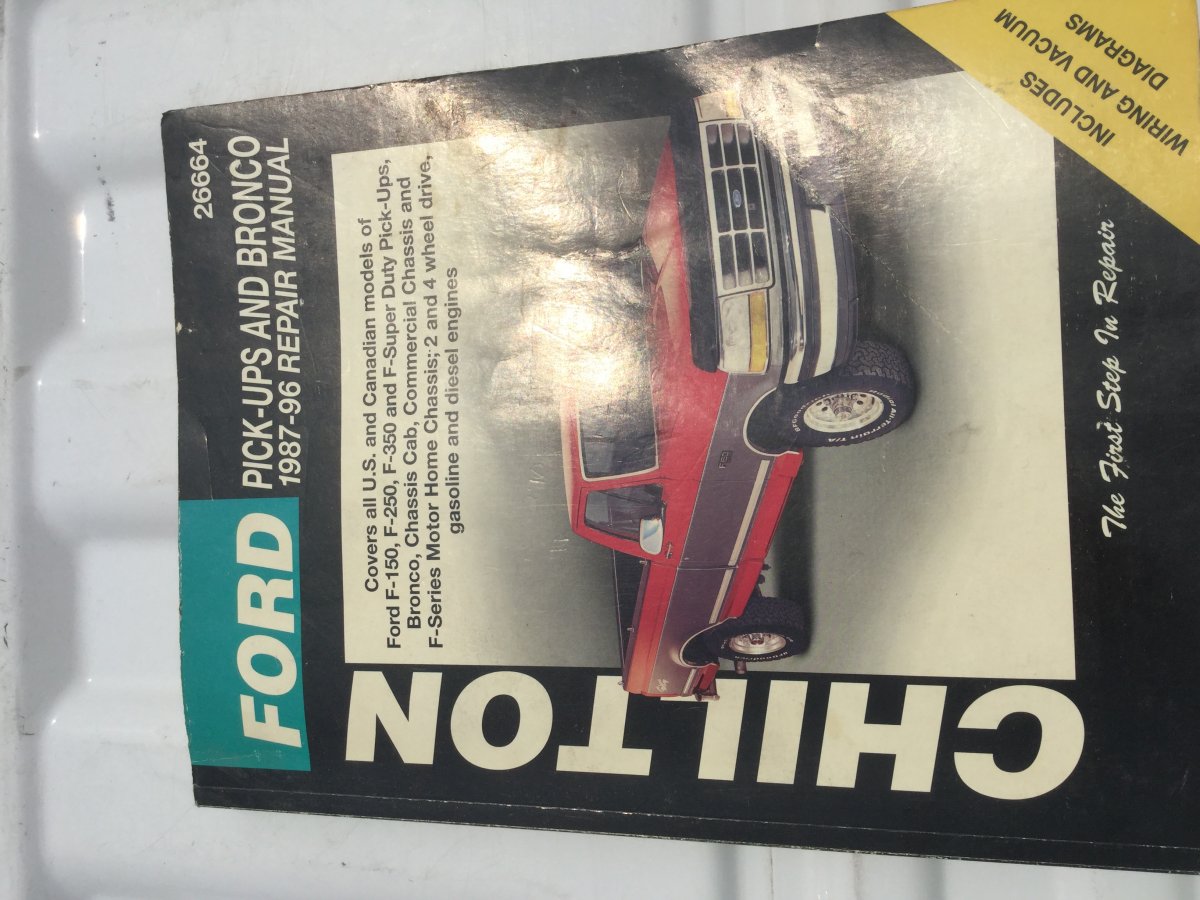 FORD
PICK-UPS AND BRONCO
1987-96 REPAIR MANUAL
26664
Covers all U.S. and Canadian models of
Ford F-150, F-250, F-350 and F-Super Duty Pick-Ups,
Bronco, Chassis Cab, Commercial Chassis and
F-Series Motor Home Chassis; 2 and 4 wheel drive,
gasoline and diesel engines
CHILTON
The First Step In Repair
INCLUDES
WIRING AND VACUUM
DIAGRAMS